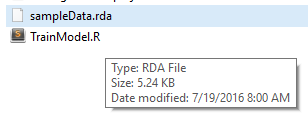 sampleData.rda
TrainModel.R
Type: RDA File
Size: 5.24 KB
Date modified: 7/19/2016 8:00 AM